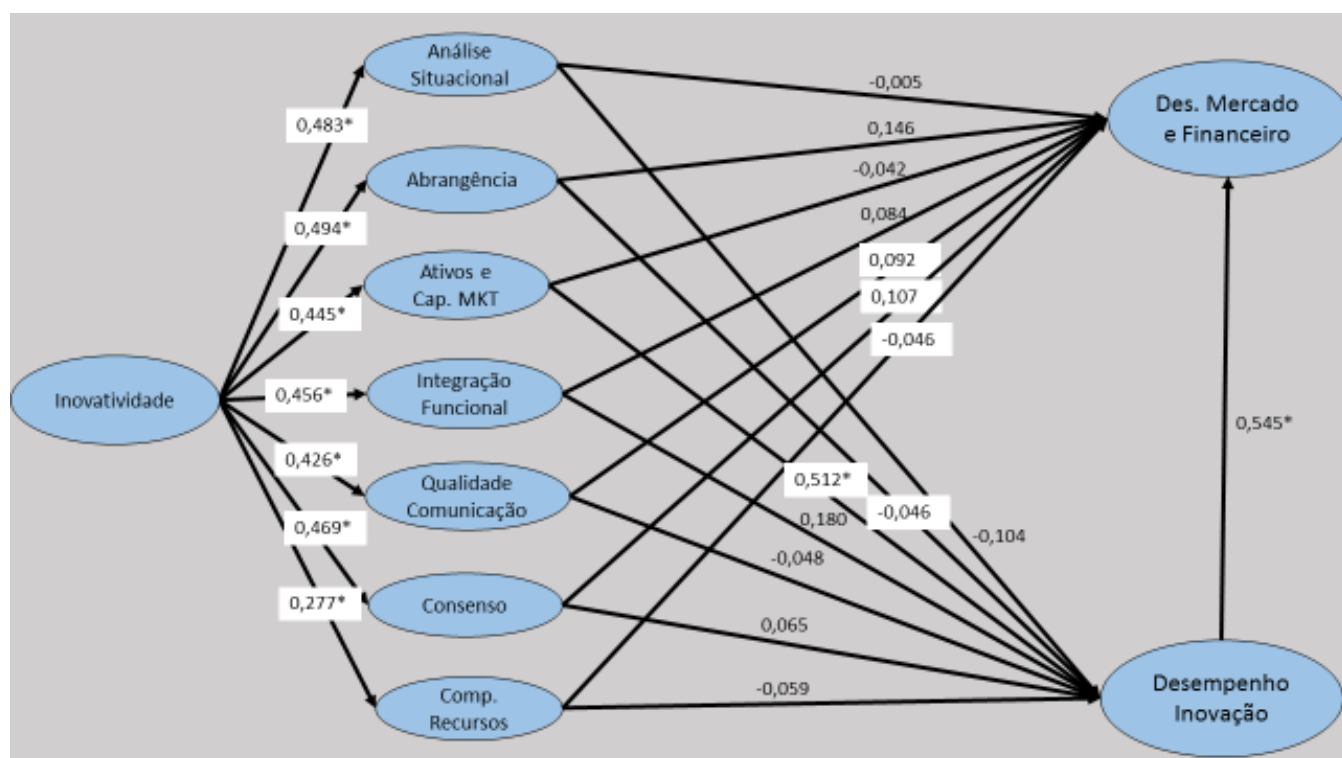 Análise
Situacional
-0,005
Des. Mercado
e Financeiro
0,483*
0,146
Abrangência
-0,042
0,494*
0,084
Ativos e
Cap. MKT
0,092
0,107
0,445*
-0,046
Inovatividade
0,456*
Integração
Funcional
0,545*
0,426*
Qualidade
Comunicação
0,512*
-0,046
0,180
-0,104
0,469*
-0,048
0,277*
Consenso
0,065
Comp.
Recursos
-0,059
Desempenho
Inovação